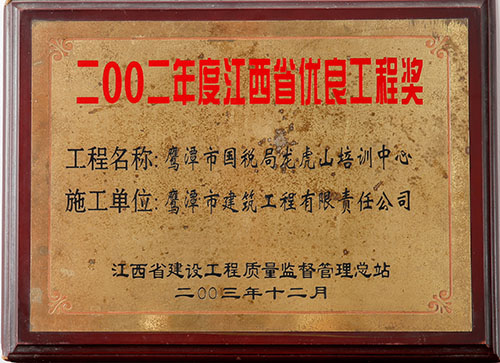 二00二年度江西省优良工程奖
工程名称: 鹰潭市国税局龙虎山培训中心
施工单位: 鹰潭市建筑工程有限责任公司
江西省建设工程质量监督管理总站
二00三年十二月